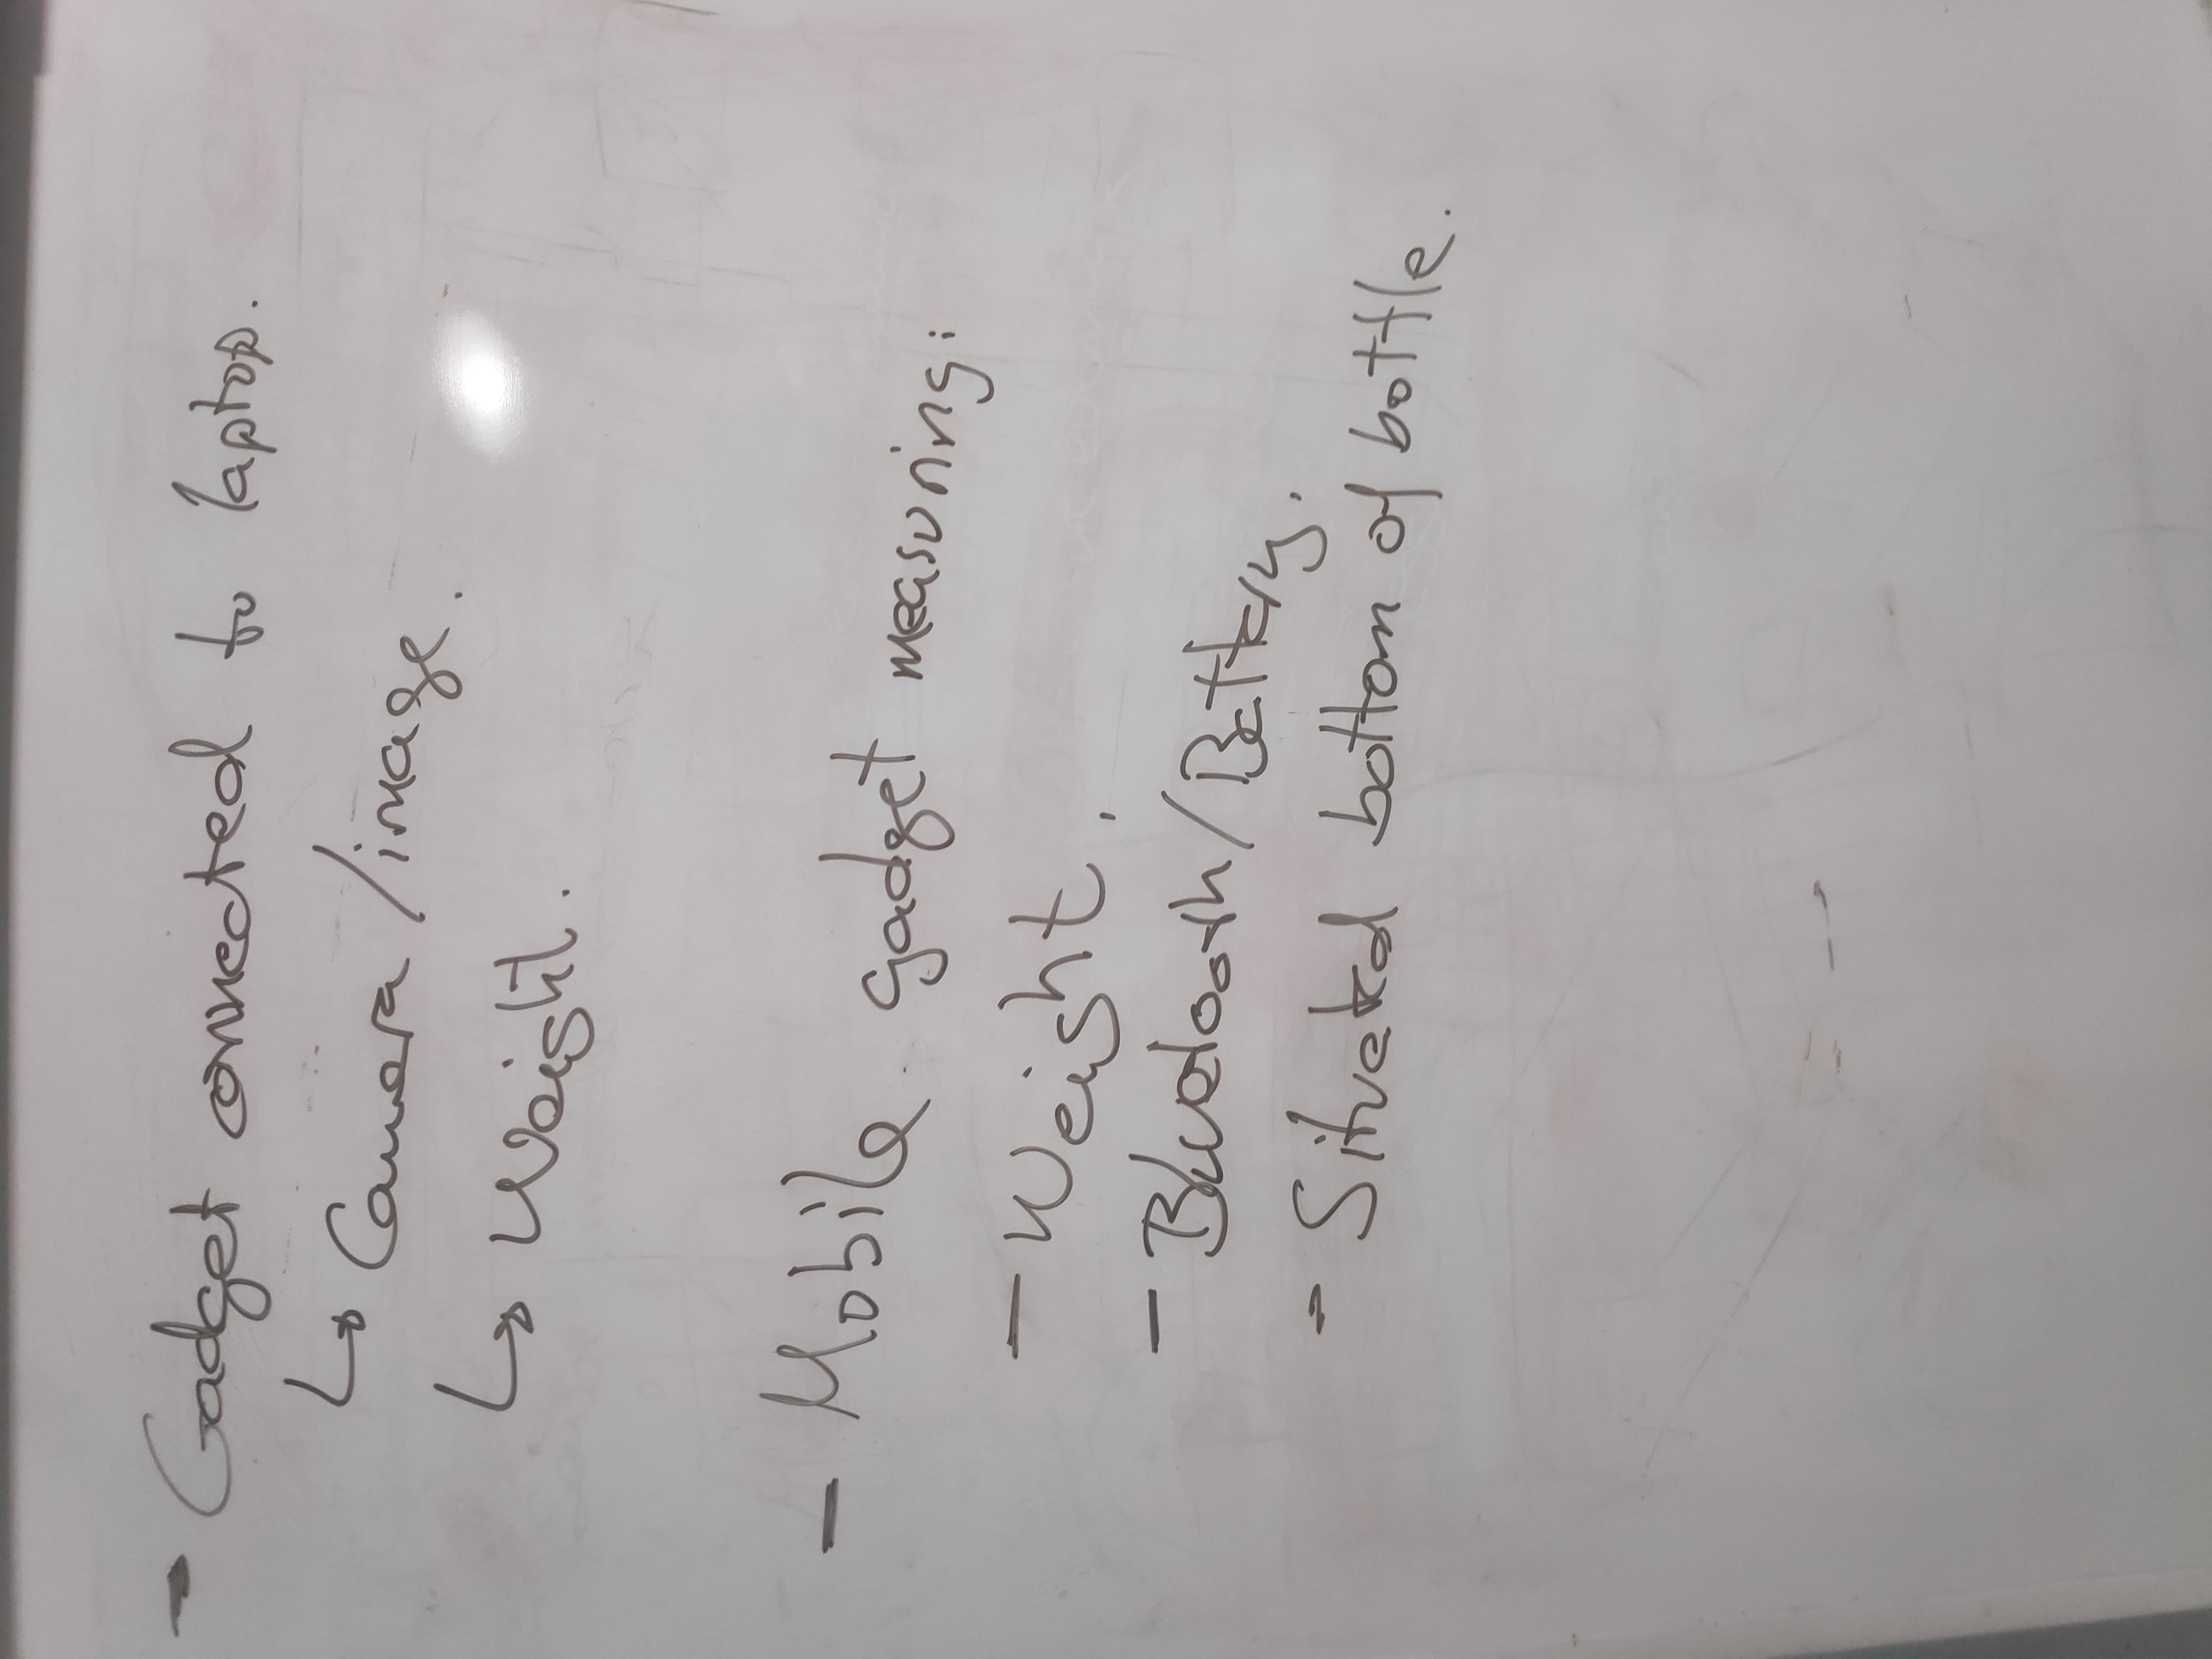 - Gadget connected to laptop.
↳ Camera/image.
↳ Weight.
- Mobile gadget measuring:
- Weight.
- Bluetooth/Battery.
- Situated bottom of bottle.